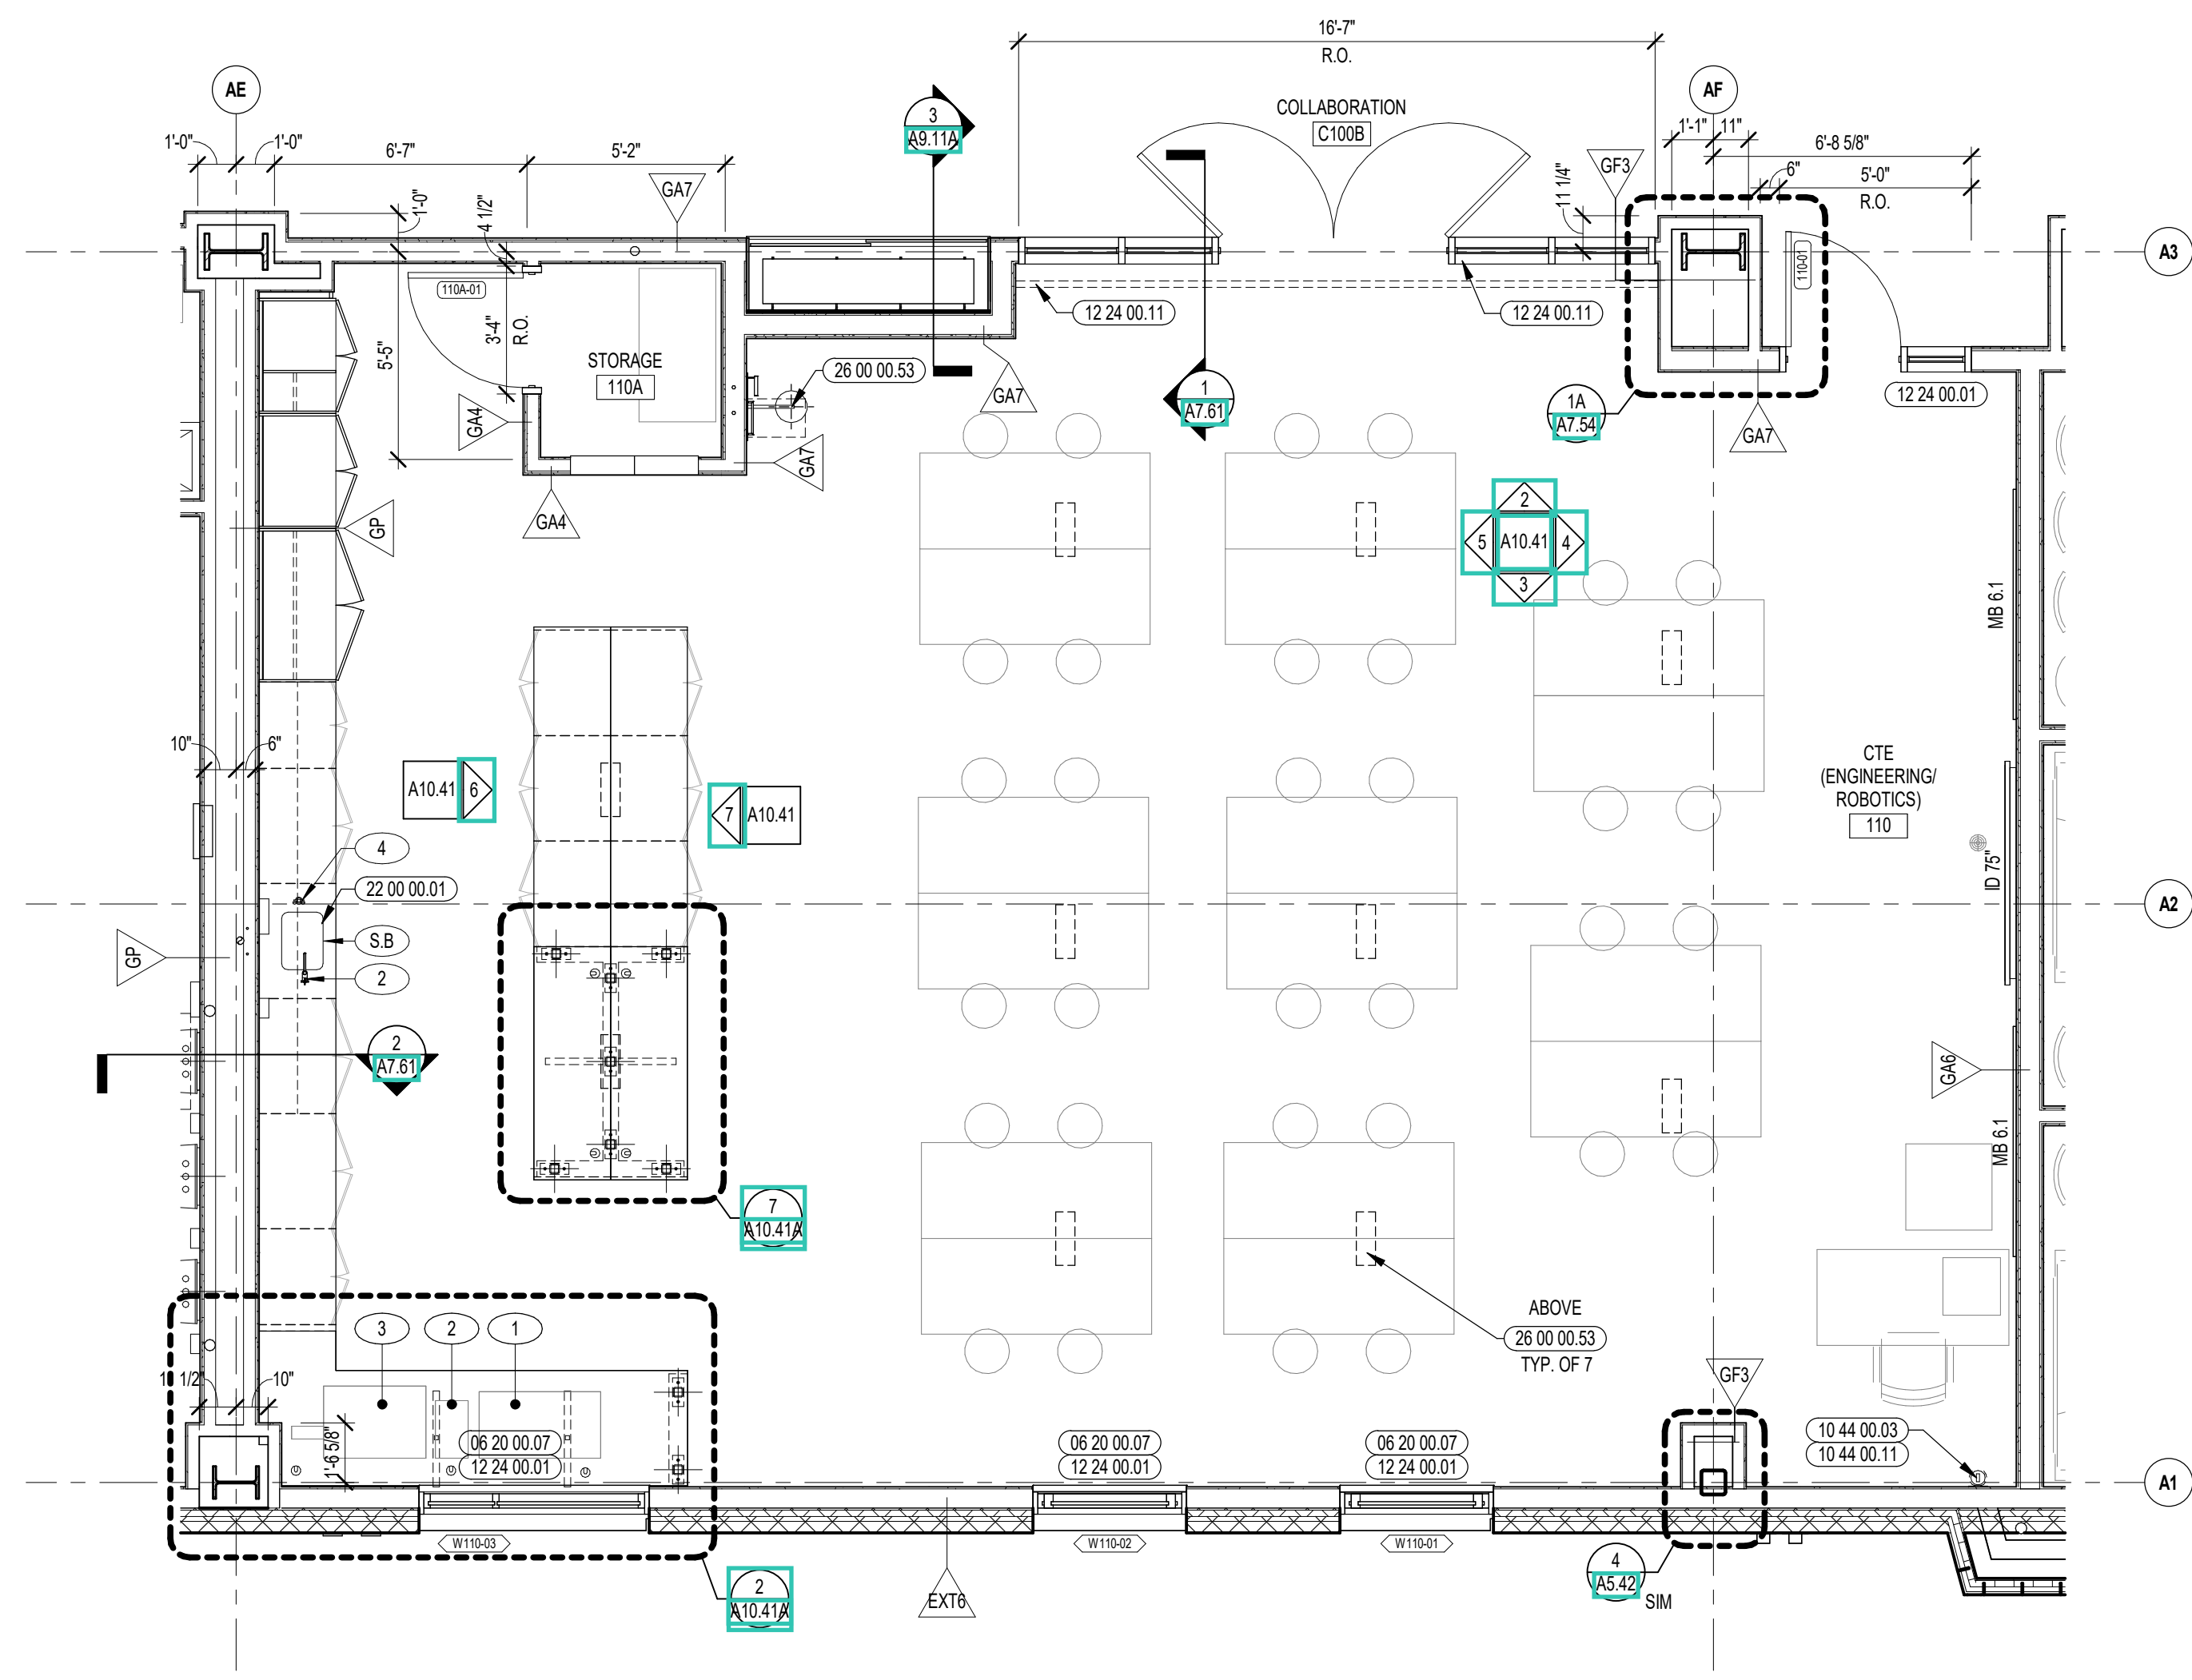 16'-7"
R.O.
AE
AF
COLLABORATION
C100B
3
A9.11A
1'-0"
1'-0"
6'-7"
5'-2"
1'-1"
11"
6'-8 5/8"
6"
5'-0"
R.O.
GA7
GF3
1'-0"
4 1/2"
11 1/4"
A3
110A-01
110-01
3'-4"
R.O.
5'-5"
STORAGE
110A
12 24 00.11
12 24 00.11
26 00 00.53
12 24 00.01
GA7
1
A7.61
1A
A7.54
GA4
GA7
GA7
GA4
GP
2
5
A10.41
4
3
MB 6.1
10"
6"
A10.41
6
7
A10.41
CTE
(ENGINEERING/
ROBOTICS)
110
4
22 00 00.01
ID 75"
A2
S.B
GP
2
2
A7.61
GA6
MB 6.1
7
A10.41A
3
2
1
ABOVE
26 00 00.53
TYP. OF 7
1/2"
10"
GF3
1'-6 5/8"
06 20 00.07
12 24 00.01
06 20 00.07
12 24 00.01
06 20 00.07
12 24 00.01
10 44 00.03
10 44 00.11
A1
W110-03
W110-02
W110-01
4
A5.42
SIM
2
A10.41A
EXT6